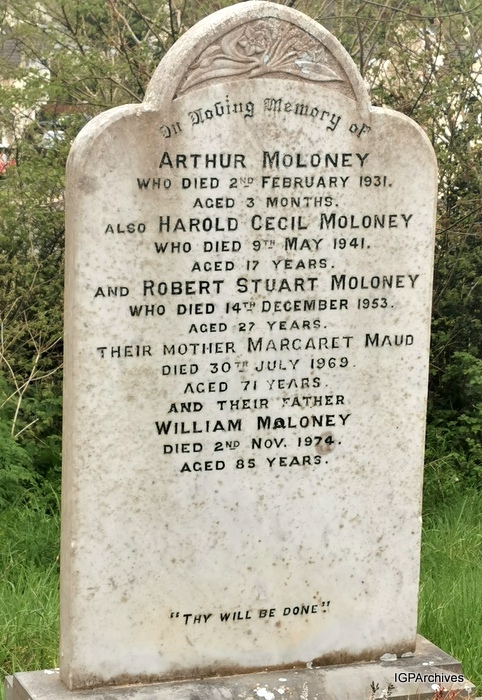 In Loving Memory of
ARTHUR MOLONEY
WHO DIED 2ND FEBRUARY 1931.
AGED 3 MONTHS.
ALSO HAROLD CECIL MOLONEY
WHO DIED 9TH MAY 1941.
AGED 17 YEARS.
AND ROBERT STUART MOLONEY
WHO DIED 14TH DECEMBER 1953.
AGED 27 YEARS.
THEIR MOTHER MARGARET MAUD
DIED 30TH JULY 1969.
AGED 71 YEARS.
AND THEIR FATHER
WILLIAM MOLONEY
DIED 2ND NOV. 1974.
AGED 85 YEARS.
"THY WILL BE DONE."
IGPArchives